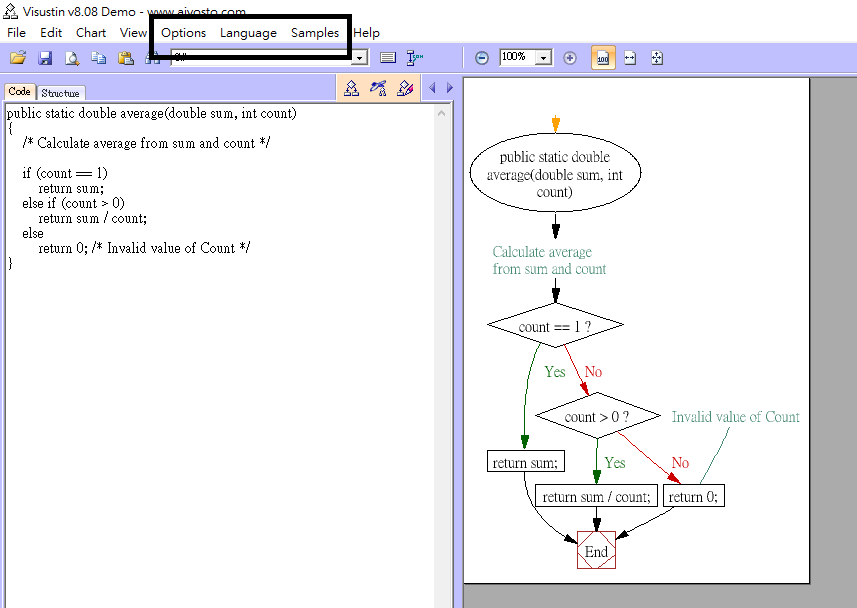 Visustin v8.08 Demo - www.aivosto.com
File Edit Chart View Options Language Samples Help
100%
100
Code Structure
public static double average(double sum, int count)
{
/* Calculate average from sum and count */
if (count == 1)
return sum;
else if (count > 0)
return sum / count;
else
return 0; /* Invalid value of Count */
}
public static double
average(double sum, int
count)
Calculate average
from sum and count
count == 1 ?
Yes No
count > 0 ? Invalid value of Count
return sum; Yes No
return sum / count; return 0;
End